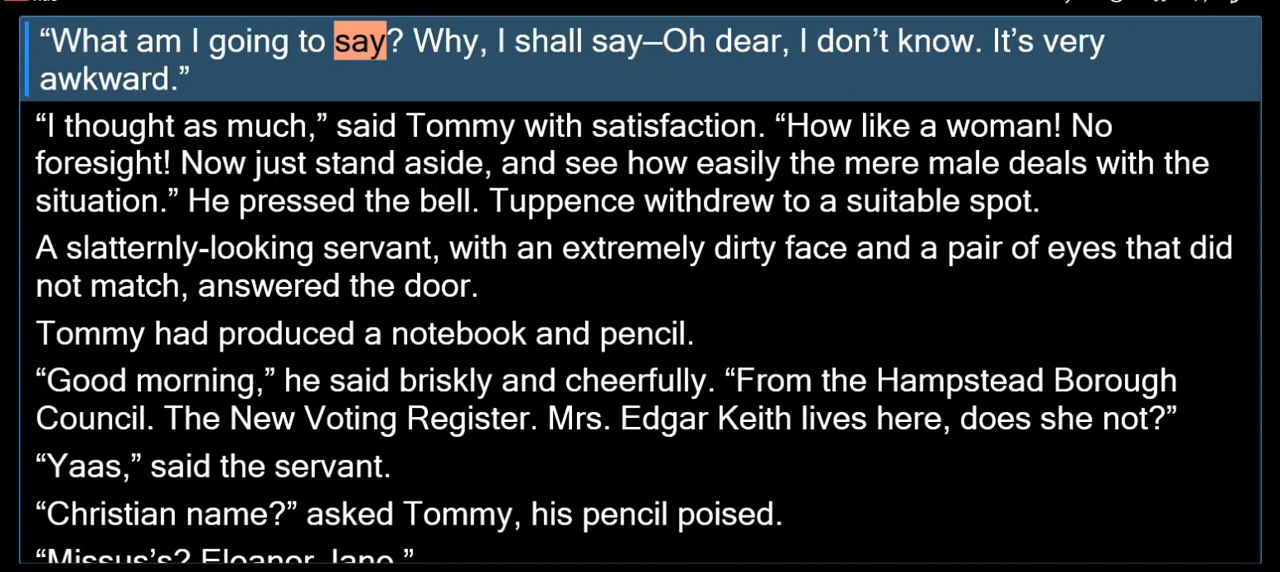 “What am I going to say? Why, I shall say—Oh dear, I don’t know. It’s very
awkward.”
“I thought as much,” said Tommy with satisfaction. “How like a woman! No
foresight! Now just stand aside, and see how easily the mere male deals with the
situation.” He pressed the bell. Tuppence withdrew to a suitable spot.
A slatternly-looking servant, with an extremely dirty face and a pair of eyes that did
not match, answered the door.
Tommy had produced a notebook and pencil.
“Good morning,” he said briskly and cheerfully. “From the Hampstead Borough
Council. The New Voting Register. Mrs. Edgar Keith lives here, does she not?”
“Yaas,” said the servant.
“Christian name?” asked Tommy, his pencil poised.
“Missus’s? Eleanor Jane.”